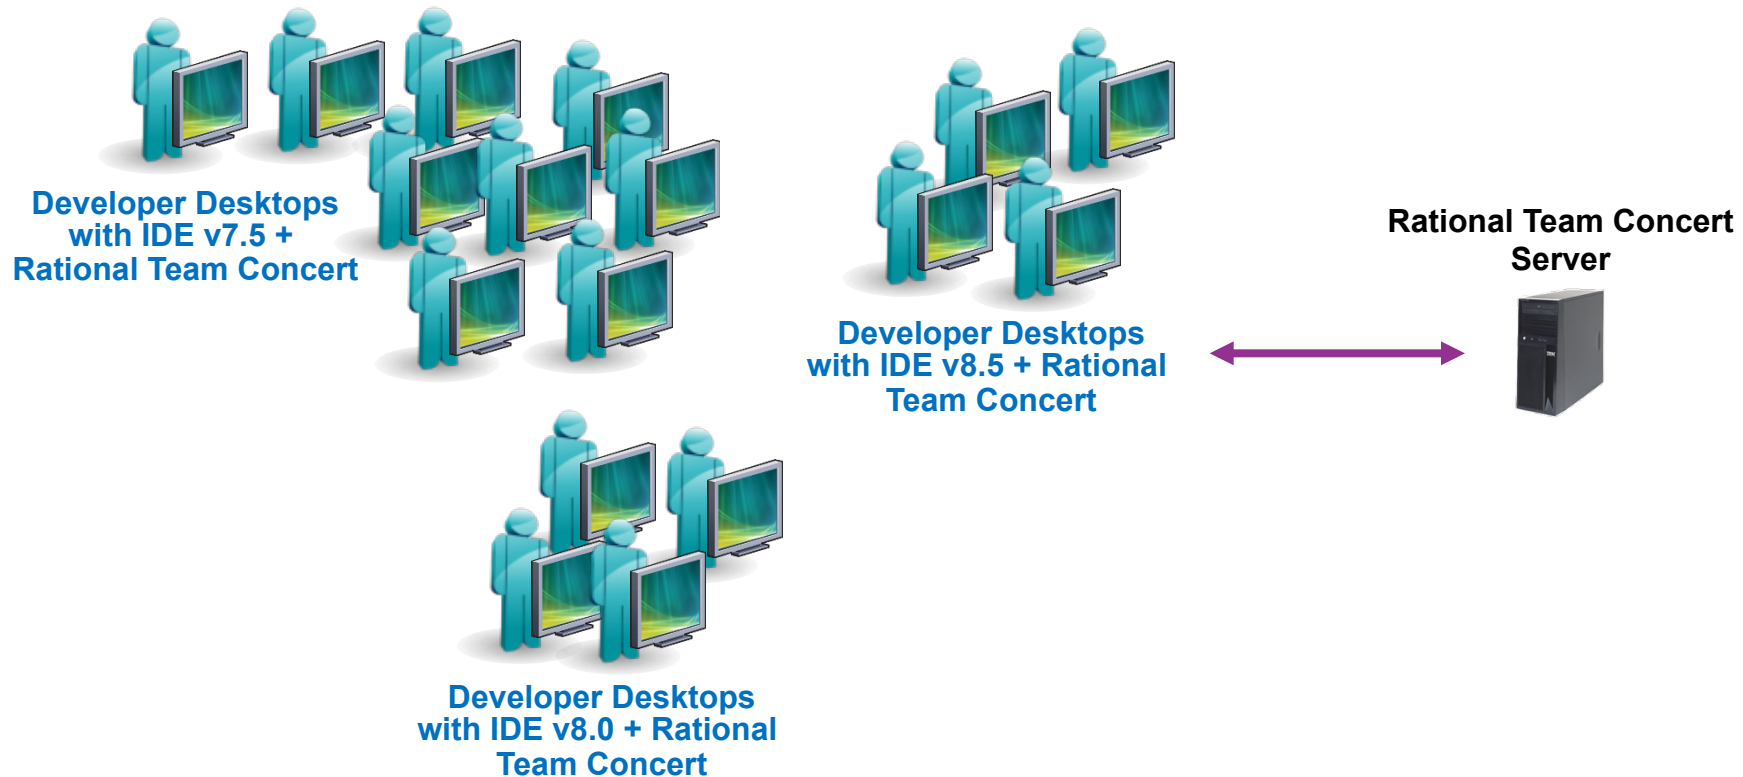 Developer Desktops
with IDE v7.5 +
Rational Team Concert
Developer Desktops
with IDE v8.5 + Rational
Team Concert
Rational Team Concert
Server
Developer Desktops
with IDE v8.0 + Rational
Team Concert